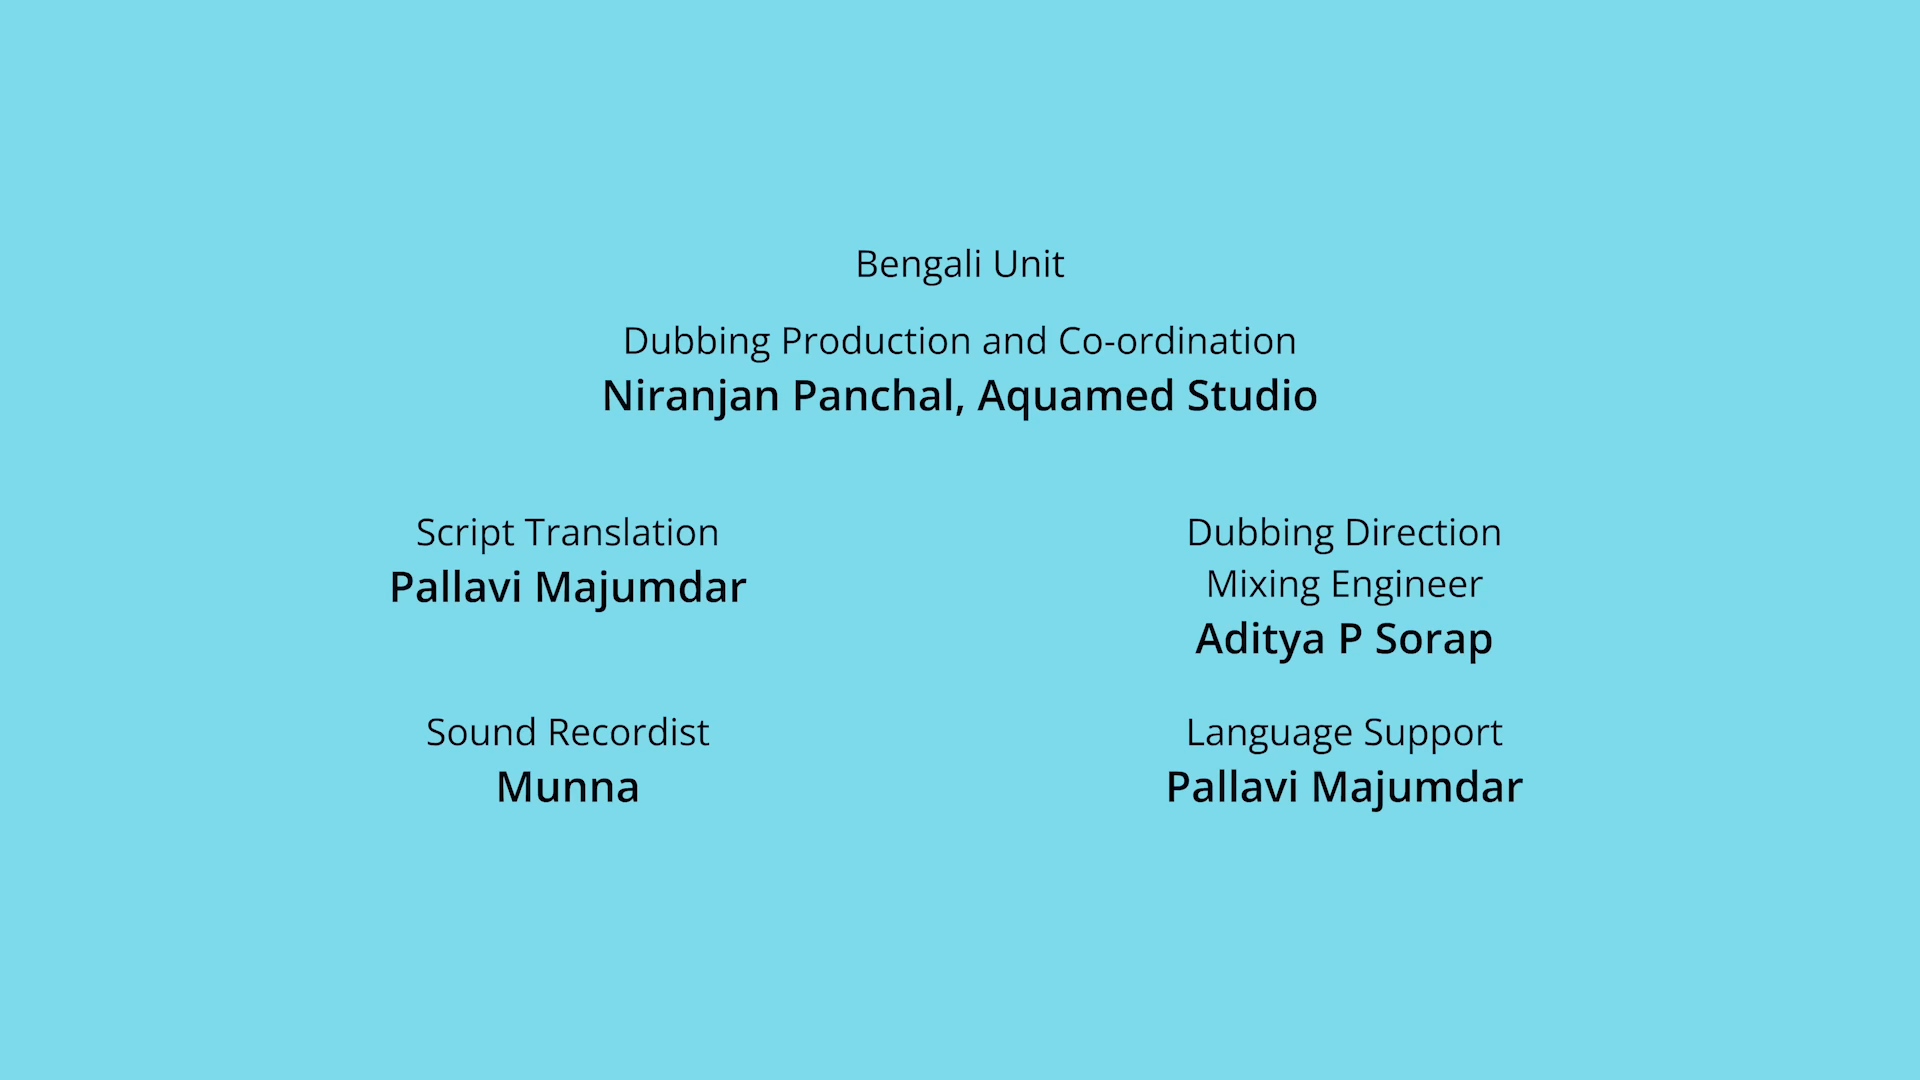 Bengali Unit
Dubbing Production and Co-ordination
Niranjan Panchal, Aquamed Studio
Script Translation
Pallavi Majumdar
Dubbing Direction
Mixing Engineer
Aditya P Sorap
Sound Recordist
Munna
Language Support
Pallavi Majumdar